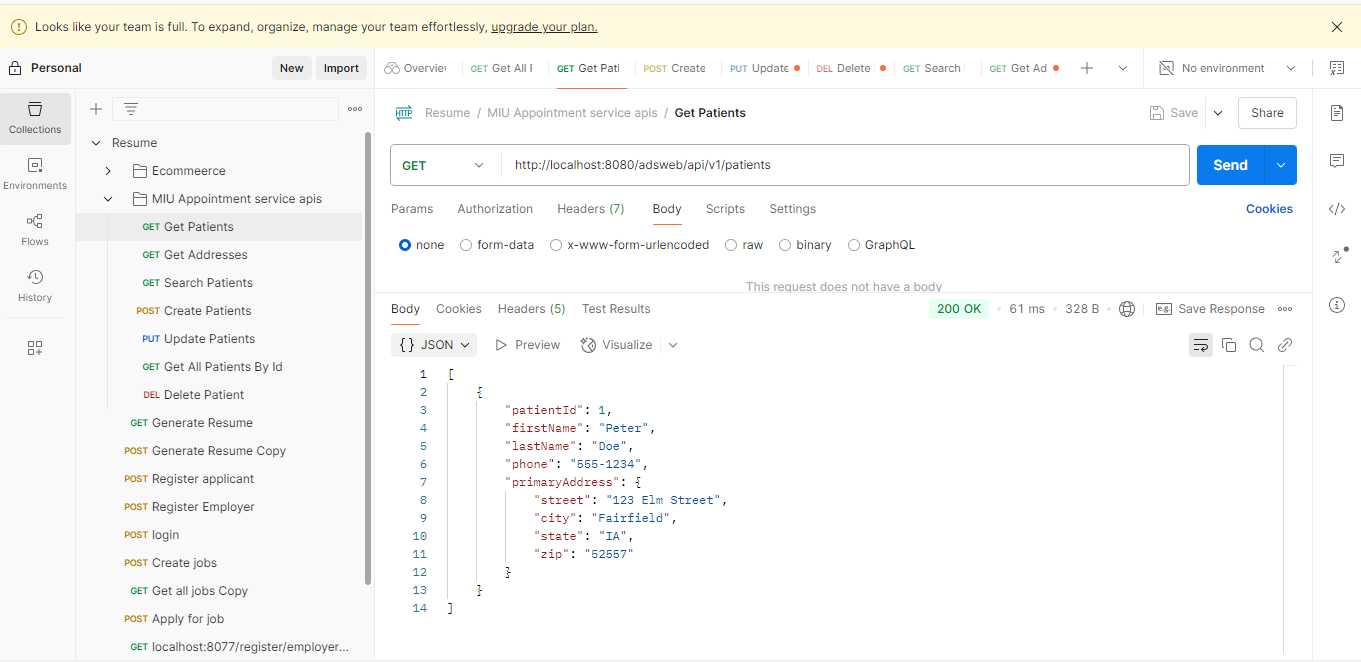 Looks like your team is full. To expand, organize, manage your team effortlessly, upgrade your plan.
Personal
New
Import
Overvie
GET Get All F
GET Get Pati
POST Create
PUT Update
DEL Delete
GET Search
GET Get Ad
No environment
Collections
Environments
Flows
History
Resume
Ecommeerce
MIU Appointment service apis
GET Get Patients
GET Get Addresses
GET Search Patients
POST Create Patients
PUT Update Patients
GET Get All Patients By Id
DEL Delete Patient
GET Generate Resume
POST Generate Resume Copy
POST Register applicant
POST Register Employer
POST login
POST Create jobs
GET Get all jobs Copy
POST Apply for job
GET localhost:8077/register/employer...
HTTP Resume / MIU Appointment service apis / Get Patients
Save
Share
GET http://localhost:8080/adsweb/api/v1/patients
Send
Params Authorization Headers (7) Body Scripts Settings
Cookies
none form-data x-www-form-urlencoded raw binary GraphQL
This request does not have a body
Body Cookies Headers (5) Test Results
200 OK • 61 ms • 328 B •
e.g. Save Response
{} JSON Preview Visualize
1 [
2 {
3 "patientId": 1,
4 "firstName": "Peter",
5 "lastName": "Doe",
6 "phone": "555-1234",
7 "primaryAddress": {
8 "street": "123 Elm Street",
9 "city": "Fairfield",
10 "state": "IA",
11 "zip": "52557"
12 }
13 }
14 ]